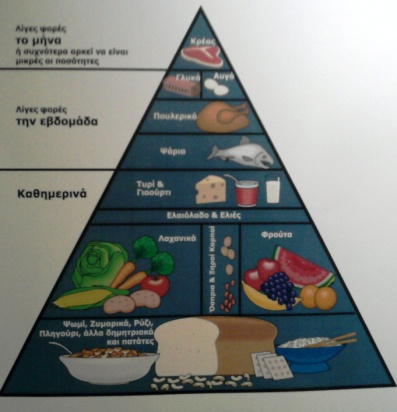 Λίγες φορές
το μήνα
ή συχνότερα αρκεί να είναι
μικρές οι ποσότητες
Κρέας
Γλυκά
Αυγά
Λίγες φορές
την εβδομάδα
Πουλερικά
Ψάρια
Καθημερινά
Τυρί &
Γιαούρτι
Ελαιόλαδο & Ελιές
Λαχανικά
Όσπρια & Ξηροί Καρποί
Φρούτα
Ψωμί, Ζυμαρικά, Ρύζι,
Πληγούρι, άλλα δημητριακά
και πατάτες